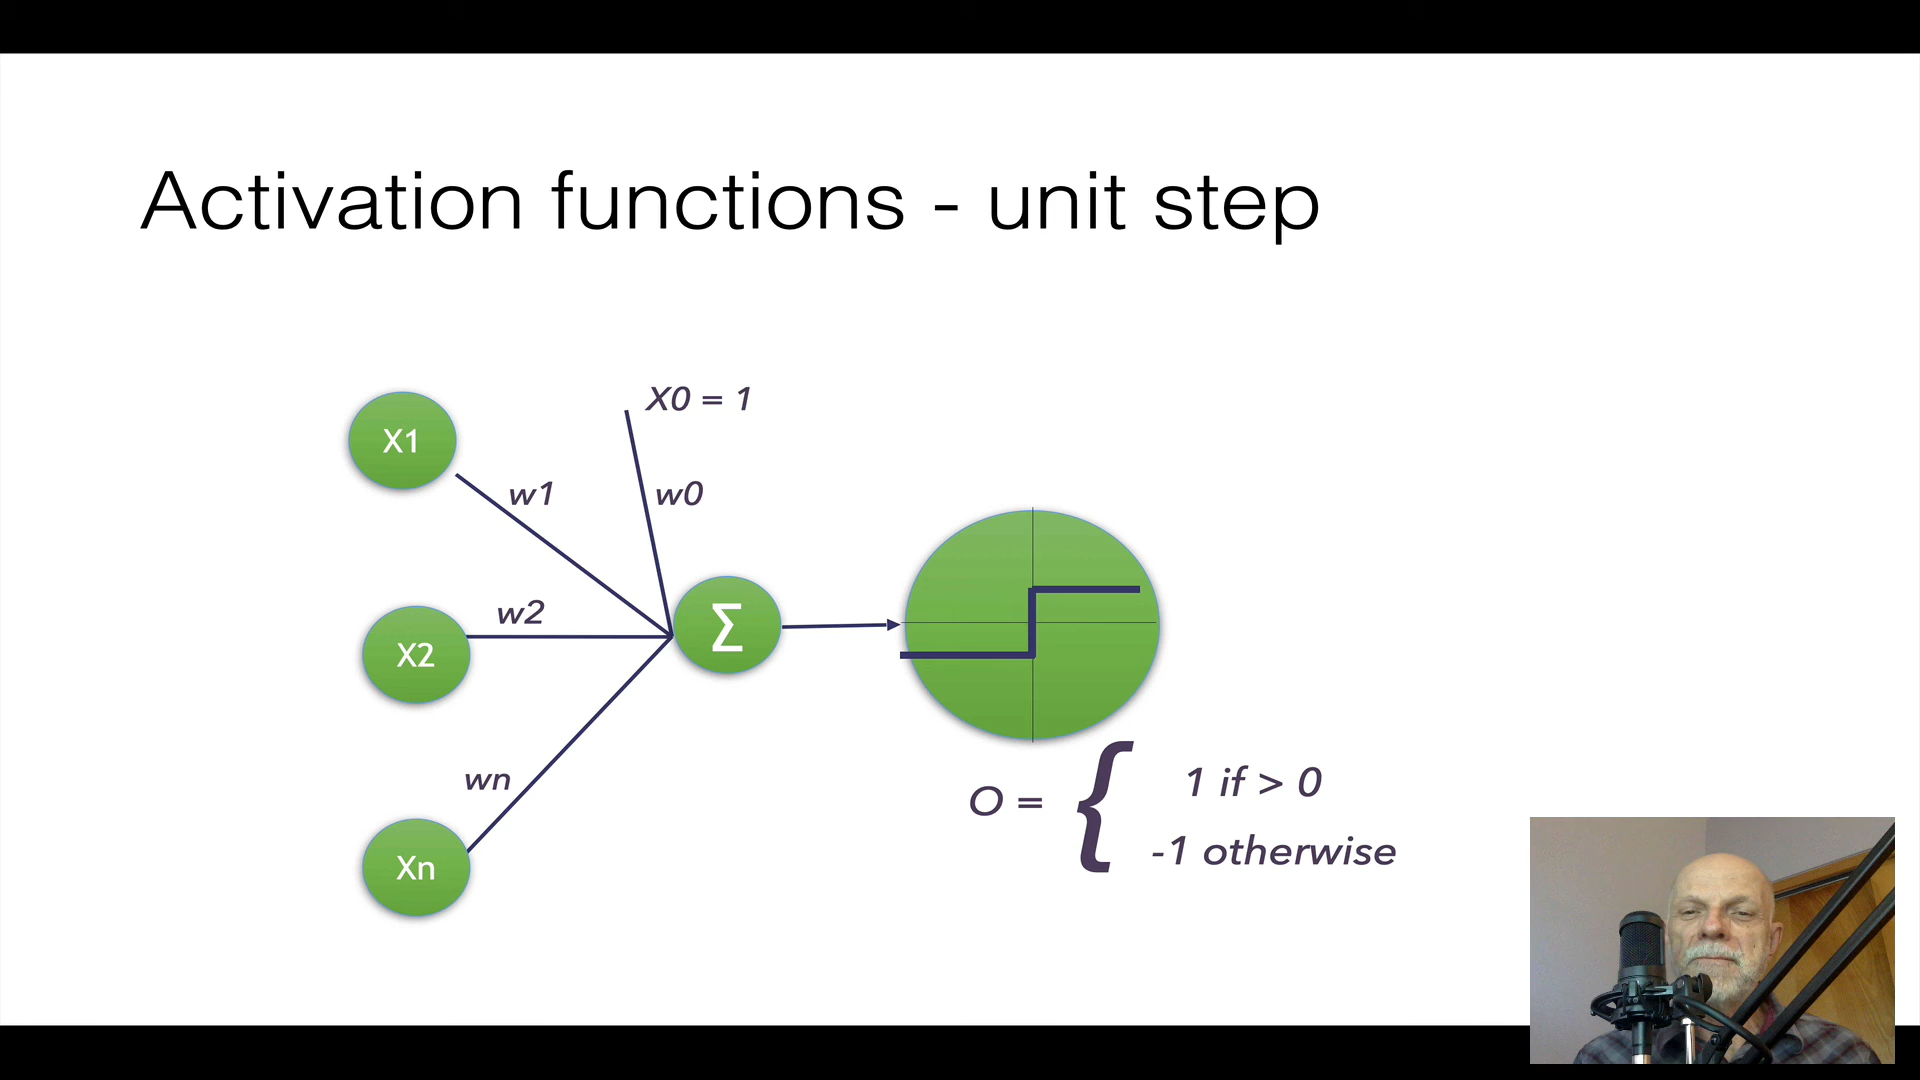 Activation functions - unit step
X0 = 1
X1
w1
w0
w2
X2
Σ
wn
Xn
O = { 1 if > 0
-1 otherwise